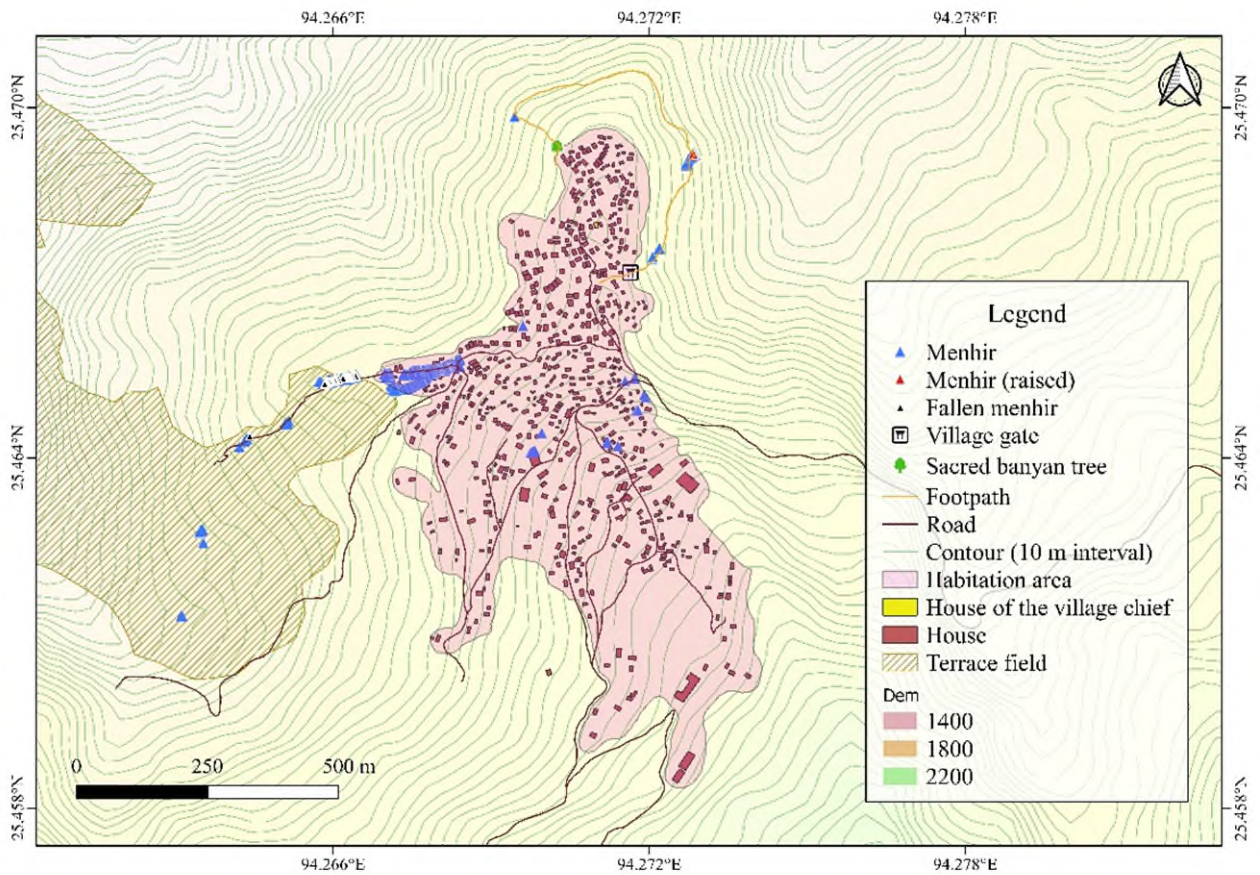 94.266°E 94.272°E 94.278°E
25.470°N 25.470°N
25.464°N 25.464°N
25.458°N 25.458°N
Legend
Menhir
Menhir (raised)
Fallen menhir
Village gate
Sacred banyan tree
Footpath
Road
Contour (10 m interval)
Habitation area
House of the village chief
House
Terrace field
Dem
1400
1800
2200
0 250 500 m
94.266°E 94.272°E 94.278°E